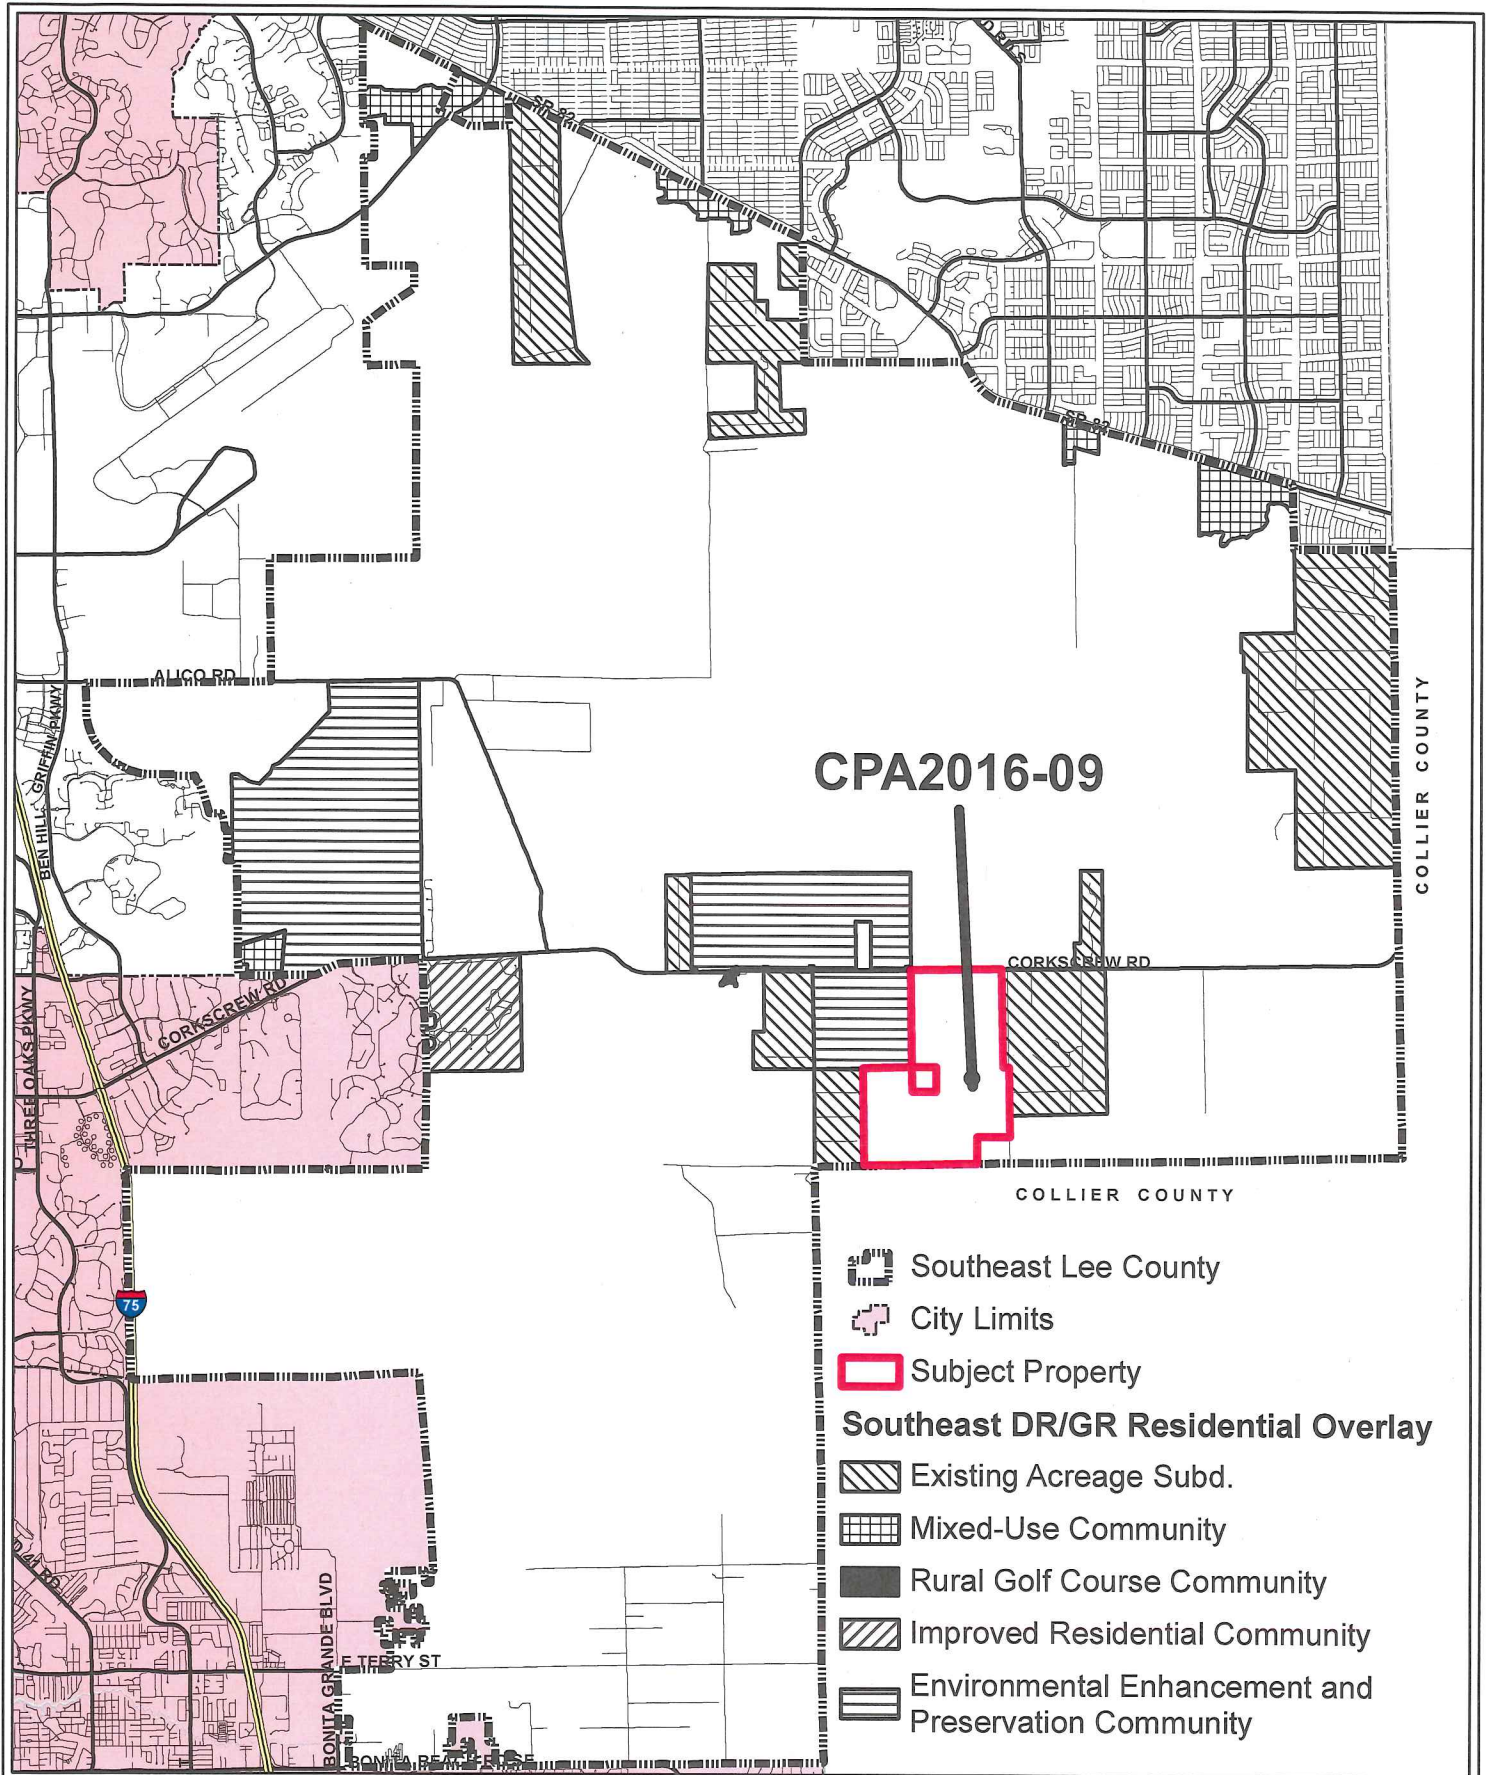 SR 82
SR 82
ALICO RD
BEN HILL GRIFFIN PKWY
COLLIER COUNTY
CPA2016-09
CORKSCREW RD
CORKSCREW RD
THREE OAKS PKWY
COLLIER COUNTY
75
Southeast Lee County
City Limits
Subject Property
Southeast DR/GR Residential Overlay
Existing Acreage Subd.
Mixed-Use Community
Rural Golf Course Community
Improved Residential Community
Environmental Enhancement and
Preservation Community
D 41 RD
BONITA GRANDE BLVD
E TERRY ST